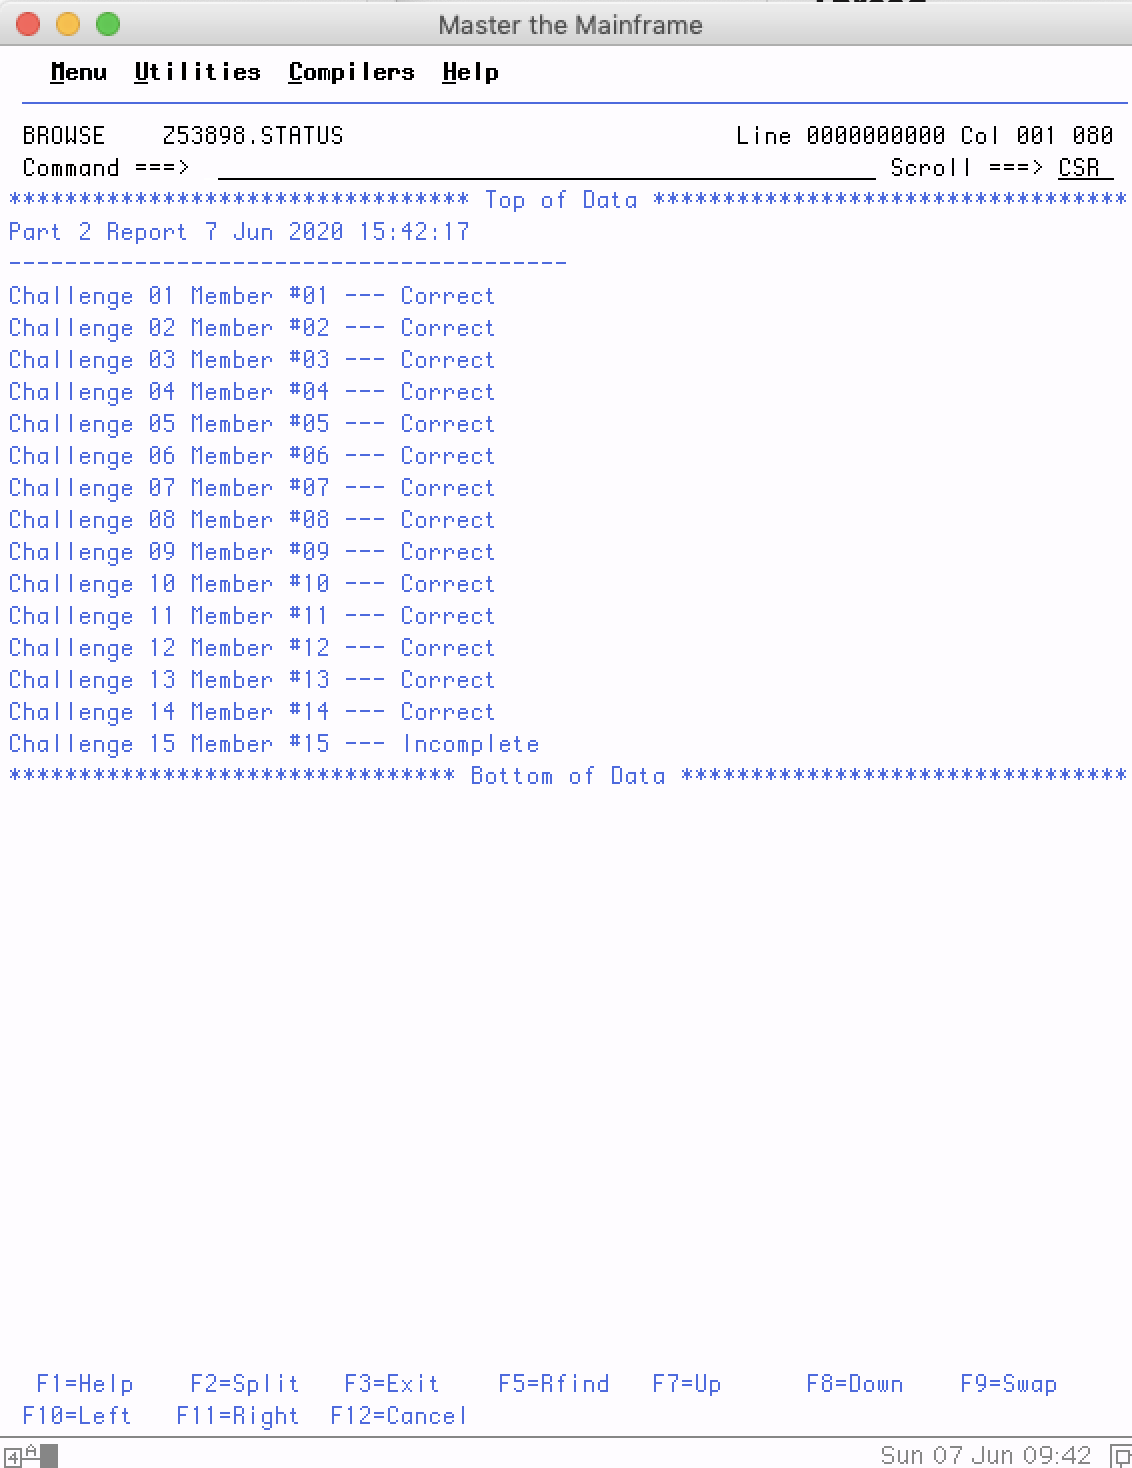 Master the Mainframe
Menu Utilities Compilers Help
BROWSE Z53898.STATUS Line 0000000000 Col 001 080
Command ===> Scroll ===> CSR
********************************* Top of Data **********************************
Part 2 Report 7 Jun 2020 15:42:17
----------------------------------------
Challenge 01 Member #01 --- Correct
Challenge 02 Member #02 --- Correct
Challenge 03 Member #03 --- Correct
Challenge 04 Member #04 --- Correct
Challenge 05 Member #05 --- Correct
Challenge 06 Member #06 --- Correct
Challenge 07 Member #07 --- Correct
Challenge 08 Member #08 --- Correct
Challenge 09 Member #09 --- Correct
Challenge 10 Member #10 --- Correct
Challenge 11 Member #11 --- Correct
Challenge 12 Member #12 --- Correct
Challenge 13 Member #13 --- Correct
Challenge 14 Member #14 --- Correct
Challenge 15 Member #15 --- Incomplete
******************************** Bottom of Data ********************************
F1=Help F2=Split F3=Exit F5=Rfind F7=Up F8=Down F9=Swap
F10=Left F11=Right F12=Cancel
4 A Sun 07 Jun 09:42